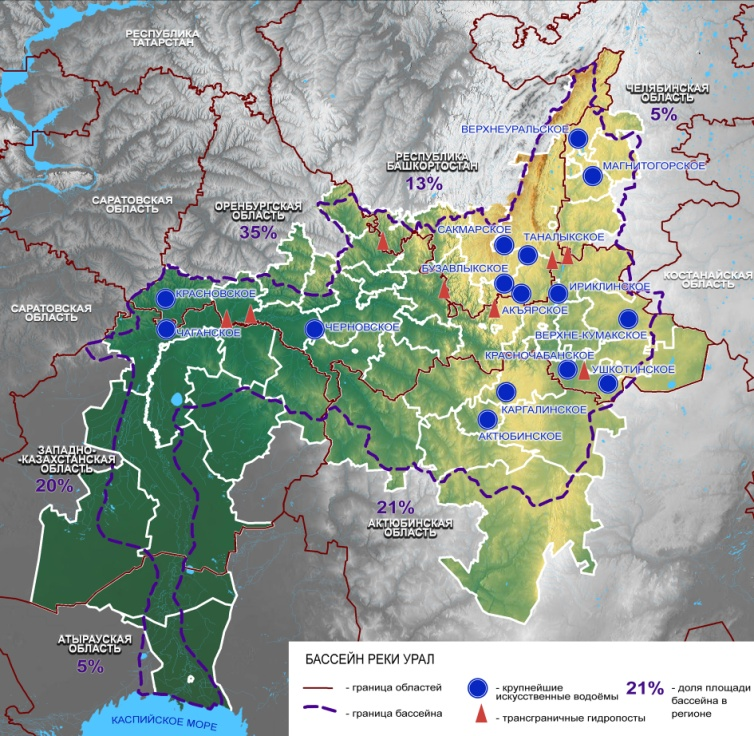 РЕСПУБЛИКА
ТАТАРСТАН
ЧЕЛЯБИНСКАЯ
ОБЛАСТЬ
5%
ВЕРХНЕУРАЛЬСКОЕ
РЕСПУБЛИКА
БАШКОРТОСТАН
13%
МАГНИТОГОРСКОЕ
САРАТОВСКАЯ
ОБЛАСТЬ
ОРЕНБУРГСКАЯ
ОБЛАСТЬ
35%
САКМАРСКОЕ
ТАНАЛЫКСКОЕ
БУЗАВЛЫКСКОЕ
КОСТАНАЙСКАЯ
ОБЛАСТЬ
КРАСНОВСКОЕ
ИРИКЛИНСКОЕ
САРАТОВСКАЯ
ОБЛАСТЬ
АКЪЯРСКОЕ
ЧАГАНСКОЕ
ЧЕРНОВСКОЕ
ВЕРХНЕ-КУМАКСКОЕ
КРАСНОЧАБАНСКОЕ
УШКОТИНСКОЕ
КАРГАЛИНСКОЕ
АКТЮБИНСКОЕ
ЗАПАДНО-
-КАЗАХСТАНСКАЯ
ОБЛАСТЬ
20%
21%
АКТЮБИНСКАЯ
ОБЛАСТЬ
АТЫРАУСКАЯ
ОБЛАСТЬ
5%
КАСПИЙСКОЕ МОРЕ
БАССЕЙН РЕКИ УРАЛ
- граница областей
- граница бассейна
- крупнейшие
искусственные водоёмы
- трансграничные гидропосты
21% - доля площади
бассейна в
регионе